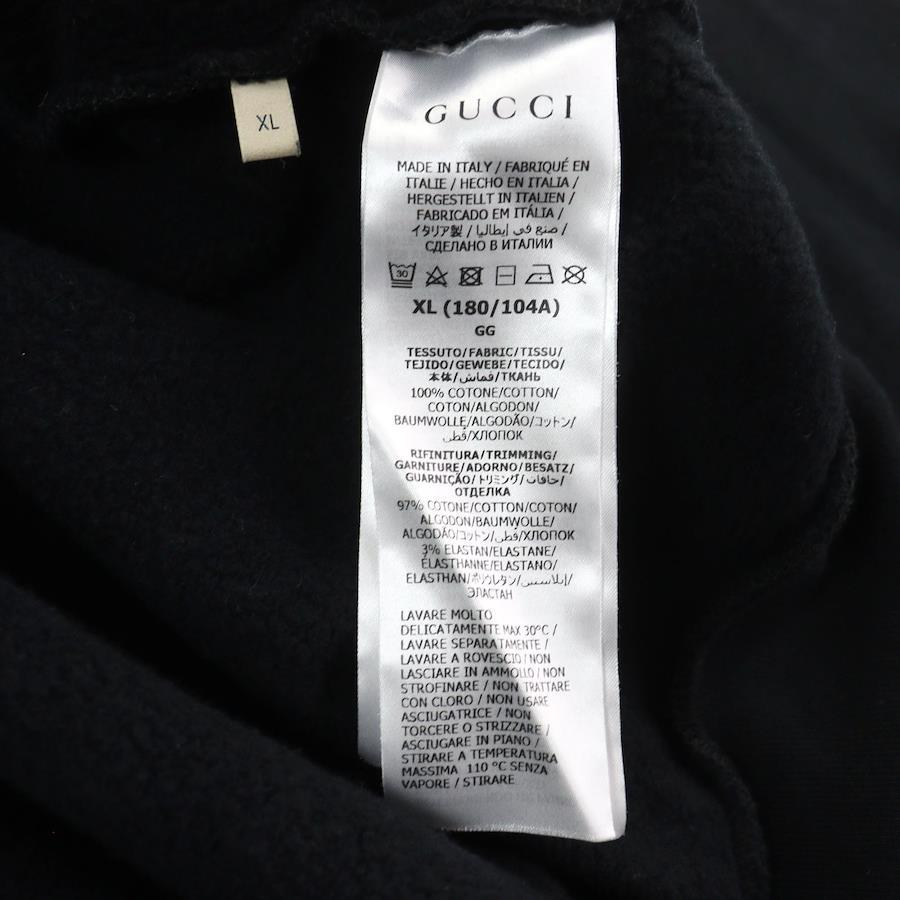 XL
GUCCI
MADE IN ITALY / FABRIQUÉ EN
ITALIE / HECHO EN ITALIA /
HERGESTELLT IN ITALIEN /
FABRICADO EM ITÁLIA /
イタリア製 / صنع في إيطاليا /
СДЕЛАНО В ИТАЛИИ
30
XL (180/104A)
GG
TESSUTO/FABRIC/TISSU/
TEJIDO/GEWEBE/TECIDO/
本体/قماش/ТКАНЬ
100% COTONE/COTTON/
COTON/ALGODON/
BAUMWOLLE/ALGODÃO/コットン/
قطن/ХЛОПОК
RIFINITURA/TRIMMING/
GARNITURE/ADORNO/BESATZ/
GUARNIÇÃO/トリミング/حافات/
ОТДЕЛКА
97% COTONE/COTTON/COTON/
ALGODON/BAUMWOLLE/
ALGODÃO/コットン/قطن/ХЛОПОК
3% ELASTAN/ELASTANE/
ÉLASTHANNE/ELASTANO/
ELASTHAN/ポリウレタン/إيلاستين/
ЭЛАСТАН
LAVARE MOLTO
DELICATAMENTE MAX 30°C /
LAVARE SEPARATAMENTE /
LAVARE A ROVESCIO / NON
LASCIARE IN AMMOLLO / NON
STROFINARE / NON TRATTARE
CON CLORO / NON USARE
ASCIUGATRICE / NON
TORCERE O STRIZZARE /
ASCIUGARE IN PIANO /
STIRARE A TEMPERATURA
MASSIMA 110 °C SENZA
VAPORE / STIRARE